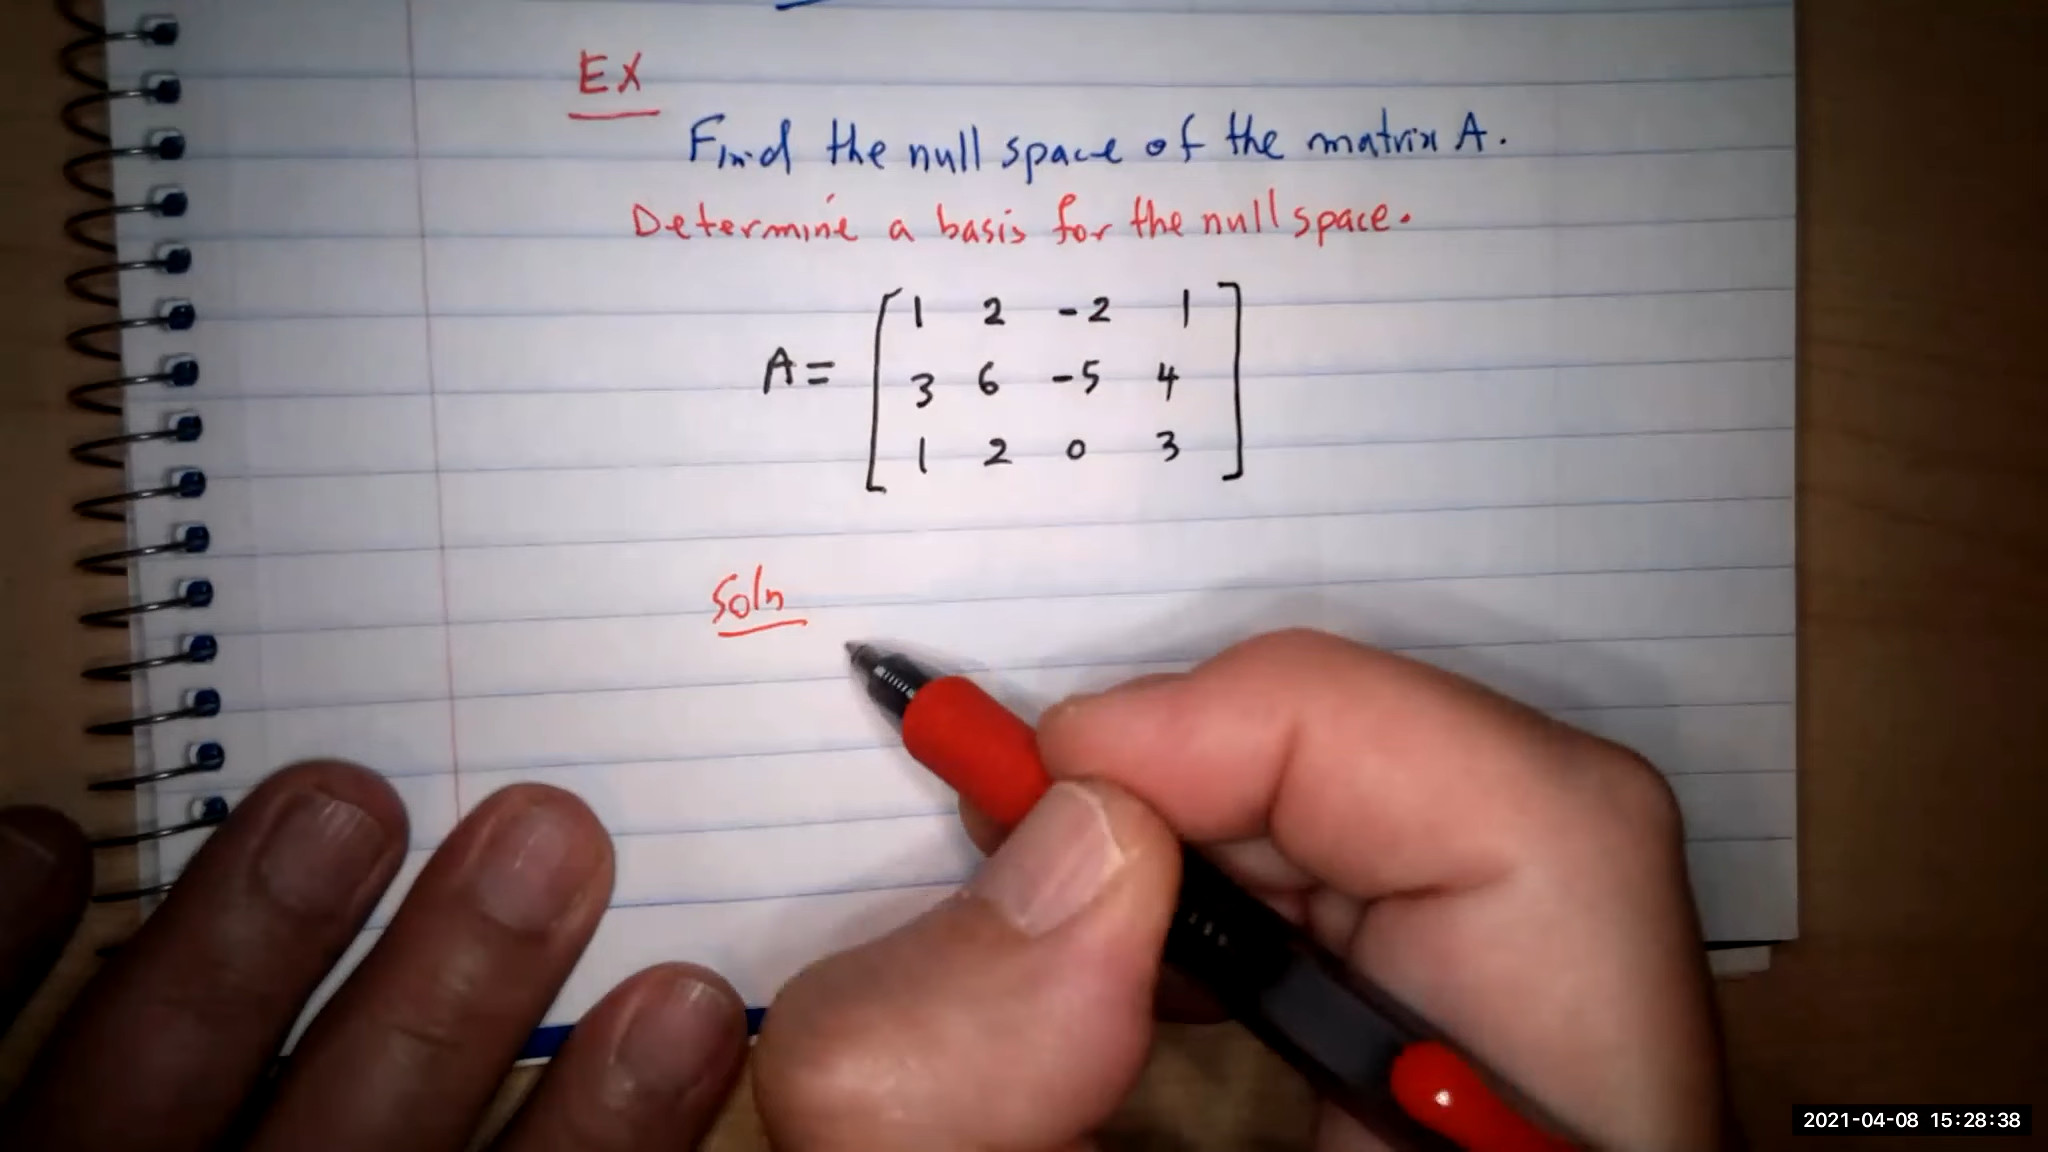 EX
Find the null space of the matrix A.
Determine a basis for the null space.
A = [ 1 2 -2 1
3 6 -5 4
1 2 0 3 ]
Soln
2021-04-08 15:28:38